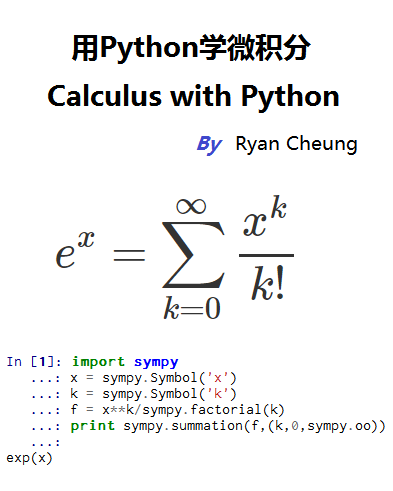 用Python学微积分
Calculus with Python
By Ryan Cheung
e^x = \sum_{k=0}^{\infty} \frac{x^k}{k!}
In [1]: import sympy
   ...: x = sympy.Symbol('x')
   ...: k = sympy.Symbol('k')
   ...: f = x**k/sympy.factorial(k)
   ...: print sympy.summation(f,(k,0,sympy.oo))
   ...:
exp(x)